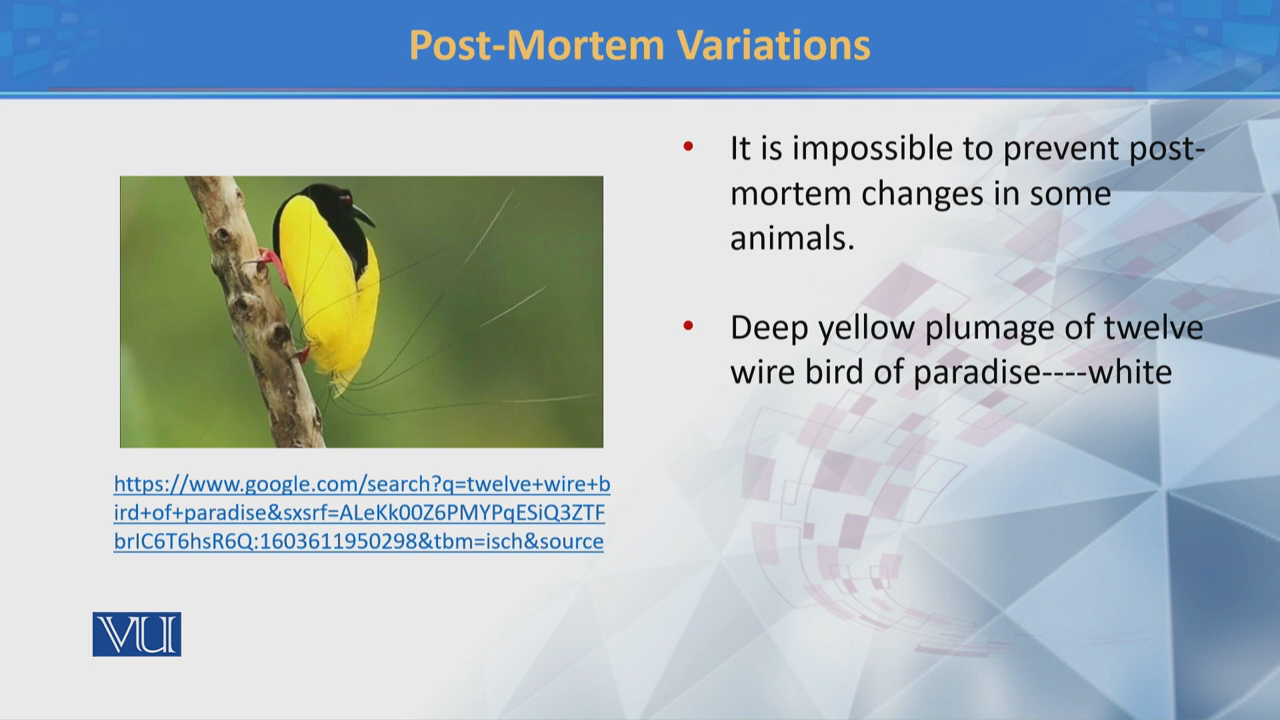 Post-Mortem Variations
• It is impossible to prevent post-
mortem changes in some
animals.
• Deep yellow plumage of twelve
wire bird of paradise----white
https://www.google.com/search?q=twelve+wire+b
ird+of+paradise&sxsrf=ALeKk00Z6PMYPqESiQ3ZTF
brIC6T6hsR6Q:1603611950298&tbm=isch&source
VU